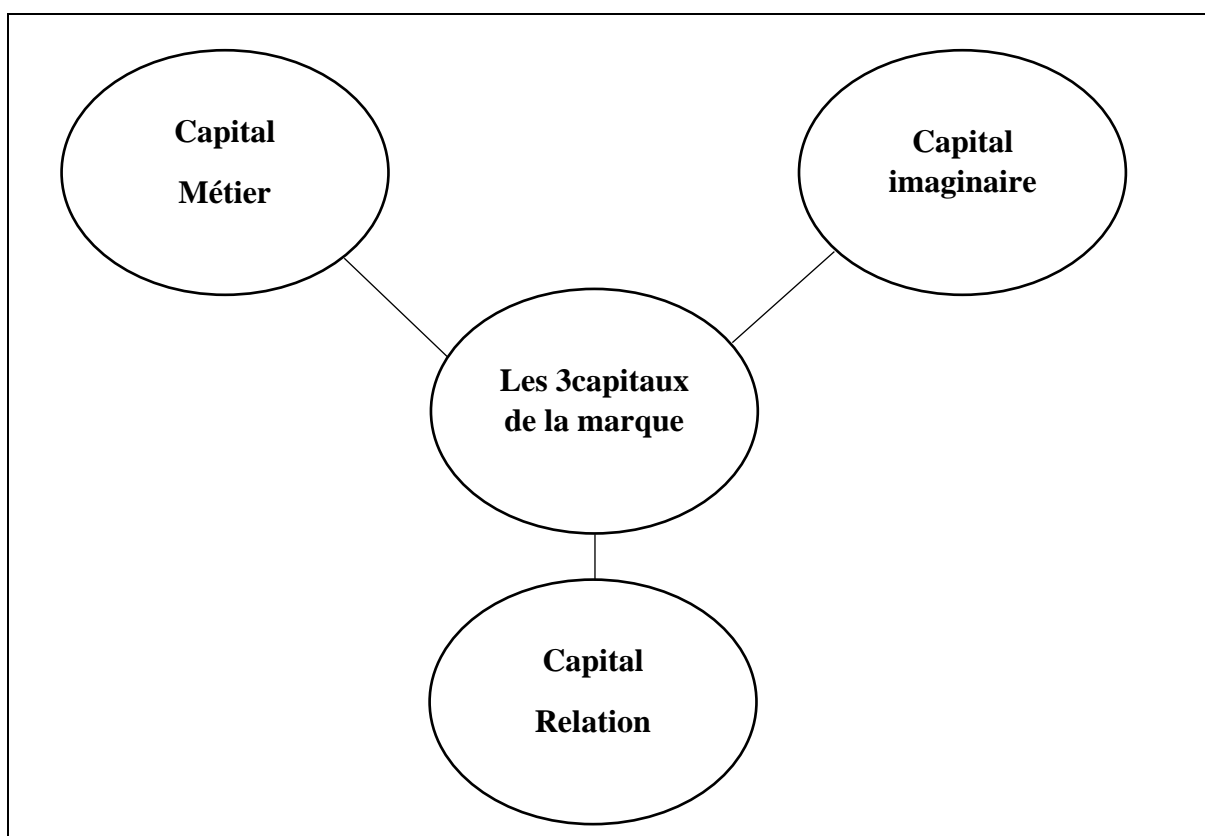 Capital
Métier
Capital
imaginaire
Les 3capitaux
de la marque
Capital
Relation